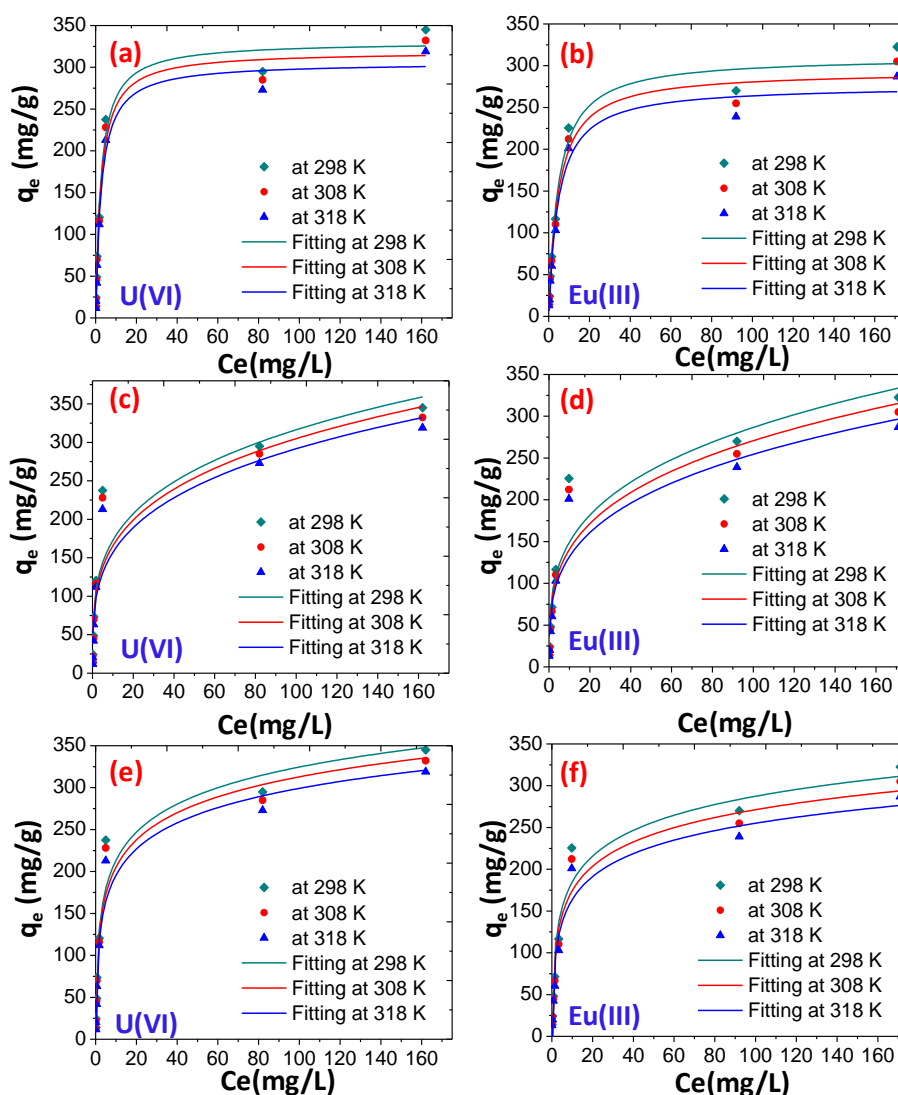 (a)
350
300
250
200
150
100
50
0
qe (mg/g)
at 298 K
at 308 K
at 318 K
Fitting at 298 K
Fitting at 308 K
Fitting at 318 K
U(VI)
0 20 40 60 80 100 120 140 160
Ce(mg/L)
(b)
350
300
250
200
150
100
50
0
qe (mg/g)
at 298 K
at 308 K
at 318 K
Fitting at 298 K
Fitting at 308 K
Fitting at 318 K
Eu(III)
0 20 40 60 80 100 120 140 160
Ce(mg/L)
(c)
350
300
250
200
150
100
50
0
qe (mg/g)
at 298 K
at 308 K
at 318 K
Fitting at 298 K
Fitting at 308 K
Fitting at 318 K
U(VI)
0 20 40 60 80 100 120 140 160
Ce(mg/L)
(d)
350
300
250
200
150
100
50
0
qe (mg/g)
at 298 K
at 308 K
at 318 K
Fitting at 298 K
Fitting at 308 K
Fitting at 318 K
Eu(III)
0 20 40 60 80 100 120 140 160
Ce(mg/L)
(e)
350
300
250
200
150
100
50
0
qe (mg/g)
at 298 K
at 308 K
at 318 K
Fitting at 298 K
Fitting at 308 K
Fitting at 318 K
U(VI)
0 20 40 60 80 100 120 140 160
Ce(mg/L)
(f)
350
300
250
200
150
100
50
0
qe (mg/g)
at 298 K
at 308 K
at 318 K
Fitting at 298 K
Fitting at 308 K
Fitting at 318 K
Eu(III)
0 20 40 60 80 100 120 140 160
Ce(mg/L)